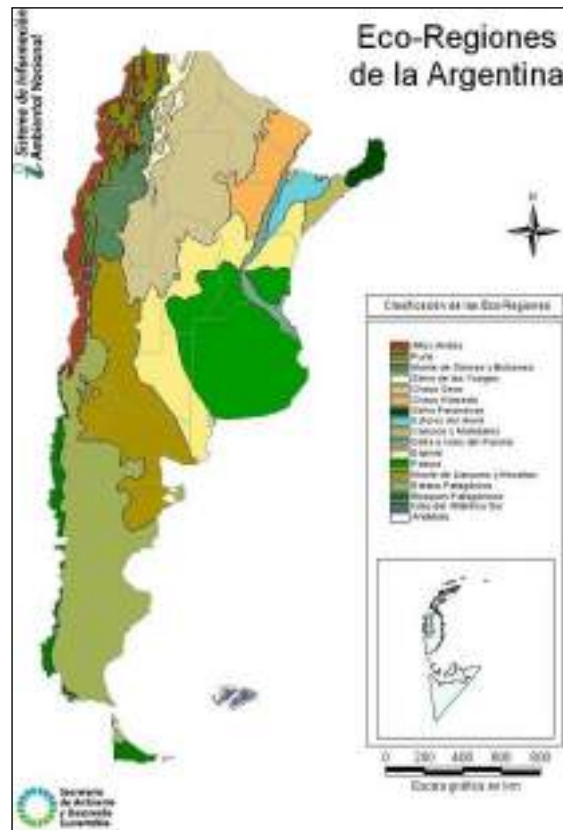 Eco-Regiones
de la Argentina
Sistema de Información
Ambiental Nacional
N
Clasificación de las Eco-Regiones
Altos Andes
Puna
Monte de Sierras y Bolsones
Selva de las Yungas
Chaco Seco
Chaco Húmedo
Selva Paranaense
Esteros del Iberá
Campos y Malezales
Delta e Islas del Paraná
Espinal
Pampa
Monte de Llanuras y Mesetas
Estepa Patagónica
Bosques Patagónicos
Islas del Atlántico Sur
Antártida
0 200 400 600 800
Escala gráfica en km
Secretaría
de Ambiente
y Desarrollo
Sustentable